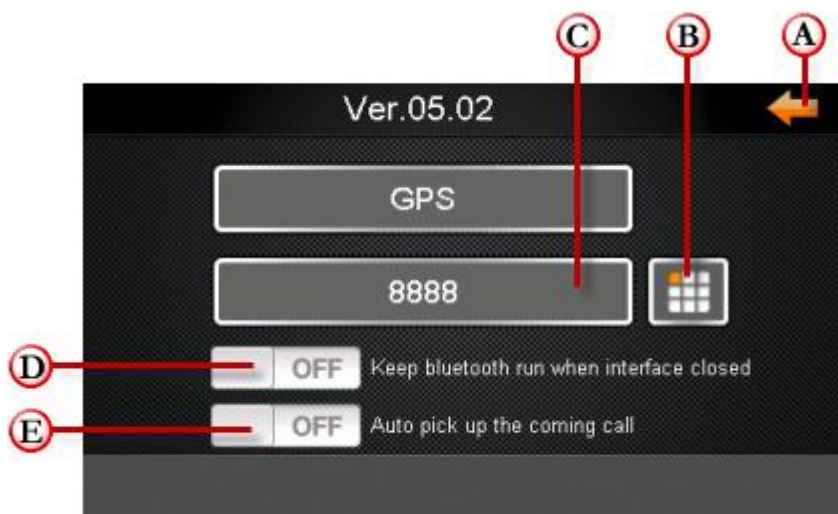 C B A
Ver.05.02
GPS
8888
D OFF Keep bluetooth run when interface closed
E OFF Auto pick up the coming call